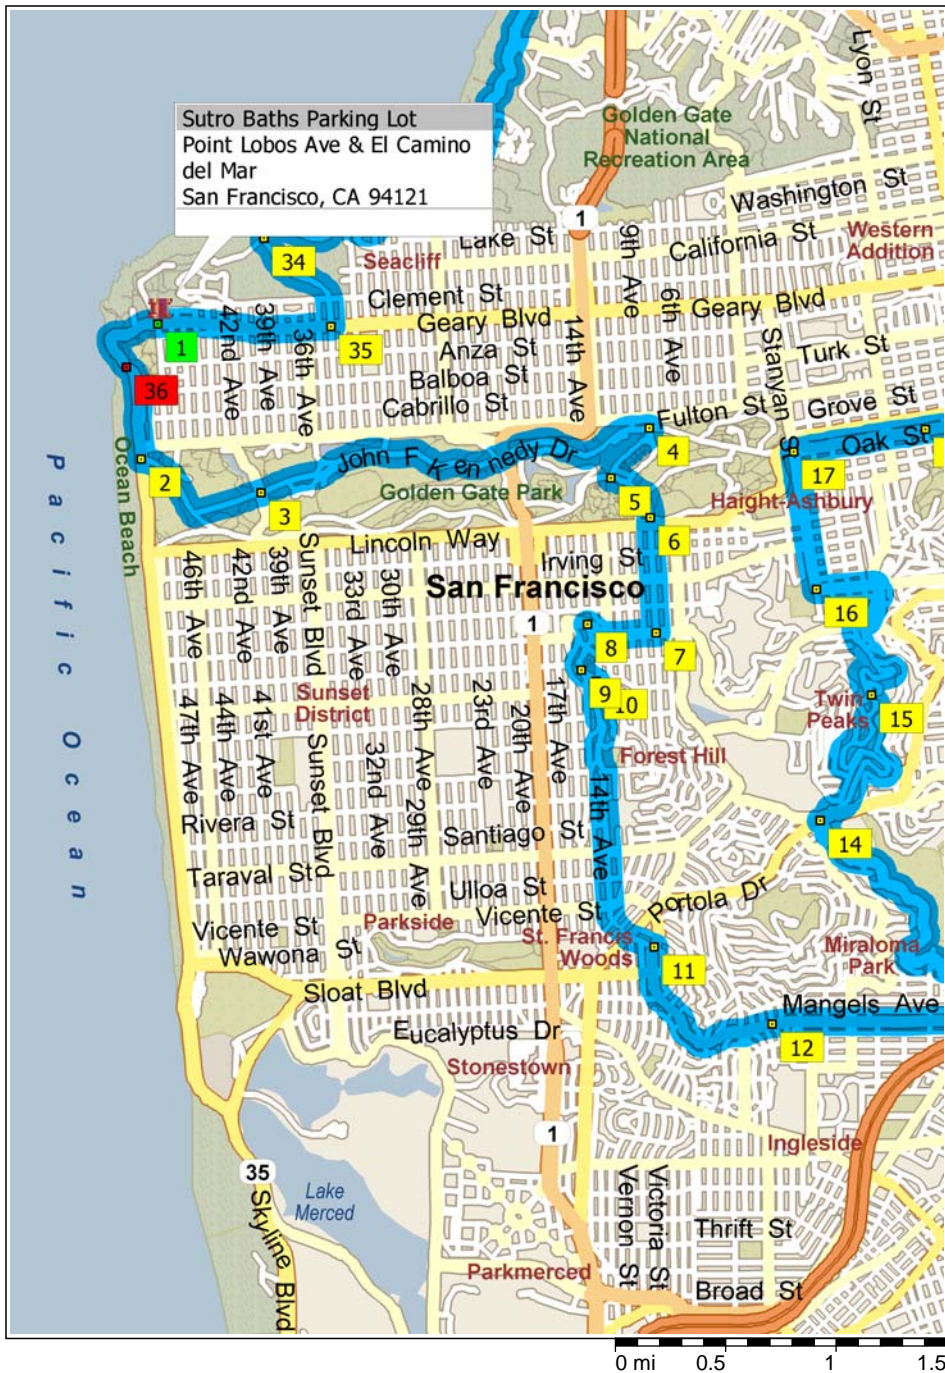 Lyon St
Golden Gate
National
Recreation Area
Sutro Baths Parking Lot
Point Lobos Ave & El Camino
del Mar
San Francisco, CA 94121
Washington St
1
Lake St
9th Ave
California St
Western
Addition
34
Seacliff
Clement St
6th Ave
Geary Blvd
Geary Blvd
42nd Ave
39th Ave
36th Ave
14th Ave
Stanyan St
1
35
Anza St
Turk St
36
Balboa St
Cabrillo St
Fulton St
Grove St
Ocean Beach
4
Oak St
John F Kennedy Dr
2
17
Pacific Ocean
Golden Gate Park
3
5
Haight-Ashbury
6
Lincoln Way
Irving St
46th Ave
42nd Ave
39th Ave
Sunset Blvd
33rd Ave
30th Ave
San Francisco
16
1
8
7
Sunset
District
9
10
Twin
Peaks
15
47th Ave
44th Ave
41st Ave
Sunset Blvd
32nd Ave
28th Ave
23rd Ave
20th Ave
17th Ave
Forest Hill
14th Ave
29th Ave
Rivera St
Santiago St
14
Taraval St
Ulloa St
Portola Dr
Vicente St
Parkside
Vicente St
Wawona St
St. Francis
Woods
Miraloma
Park
11
Sloat Blvd
Mangels Ave
Eucalyptus Dr
12
Stonestown
1
Ingleside
35
Lake
Merced
Skyline Blvd
Vernon St
Victoria St
Thrift St
Parkmerced
Broad St
0 mi 0.5 1 1.5